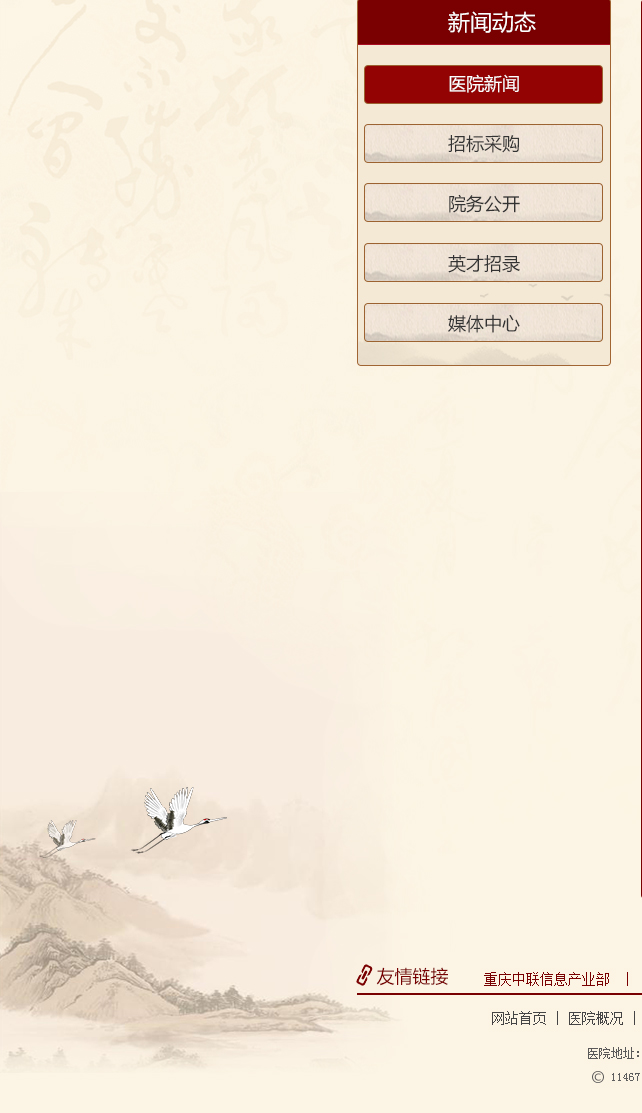 新闻动态
医院新闻
招标采购
院务公开
英才招录
媒体中心
友情链接 重庆中联信息产业部 |
网站首页 | 医院概况 |
医院地址:
© 11467